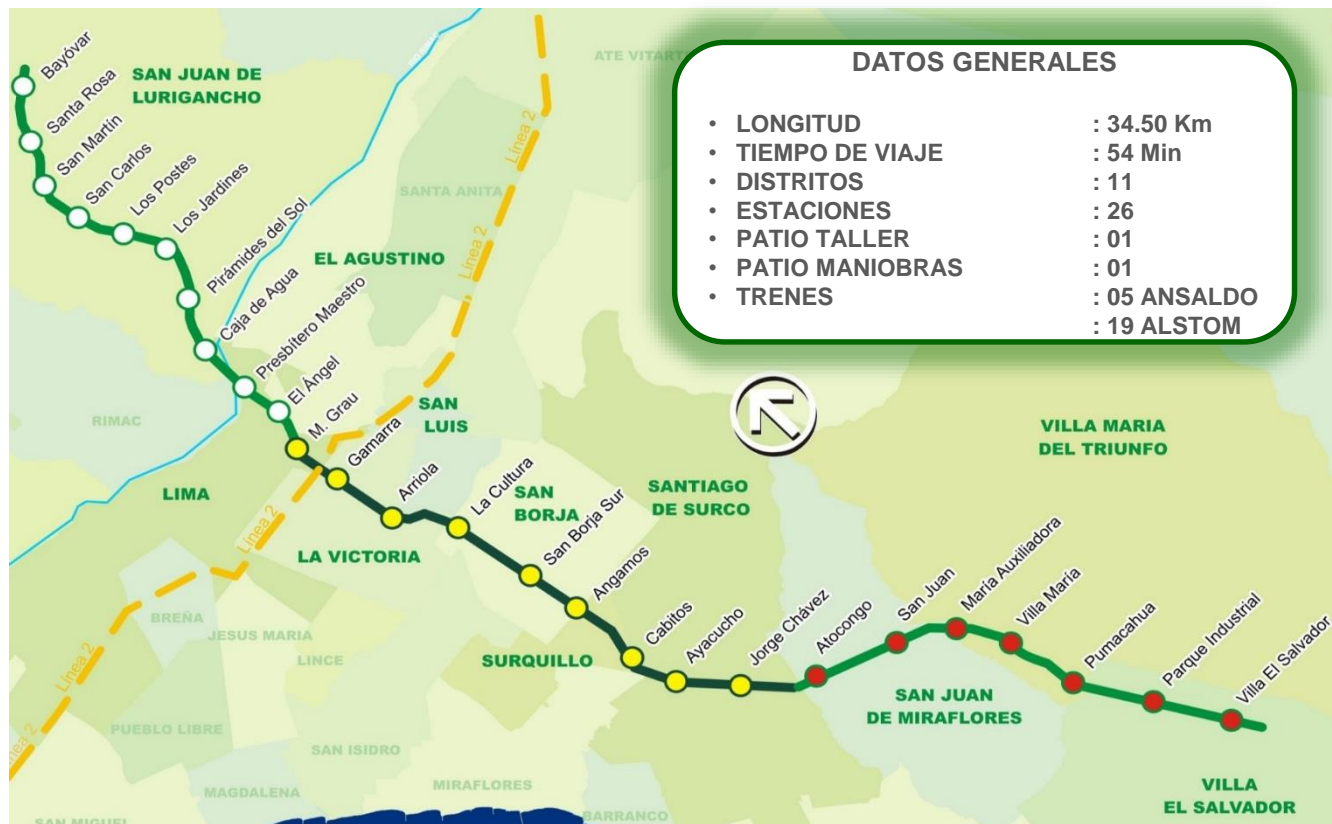 DATOS GENERALES
• LONGITUD : 34.50 Km
• TIEMPO DE VIAJE : 54 Min
• DISTRITOS : 11
• ESTACIONES : 26
• PATIO TALLER : 01
• PATIO MANIOBRAS : 01
• TRENES : 05 ANSALDO
: 19 ALSTOM
Bayóvar
Santa Rosa
San Martín
San Carlos
Los Postes
Los Jardines
Pirámides del Sol
Caja de Agua
Presbítero Maestro
El Ángel
M. Grau
Gamarra
Arriola
La Cultura
San Borja Sur
Angamos
Cabitos
Ayacucho
Jorge Chávez
Atocongo
San Juan
María Auxiliadora
Villa María
Pumacahua
Parque Industrial
Villa El Salvador
SAN JUAN DE
LURIGANCHO
SANTA ANITA
EL AGUSTINO
RIMAC
SAN
LUIS
LIMA
SAN
BORJA
SANTIAGO
DE SURCO
VILLA MARIA
DEL TRIUNFO
LA VICTORIA
BREÑA
JESUS MARIA
LINCE
SURQUILLO
SAN JUAN
DE MIRAFLORES
PUEBLO LIBRE
SAN ISIDRO
MAGDALENA
MIRAFLORES
BARRANCO
SAN MIGUEL
VILLA
EL SALVADOR
Línea 2
Línea 2
Línea 2
Línea 2